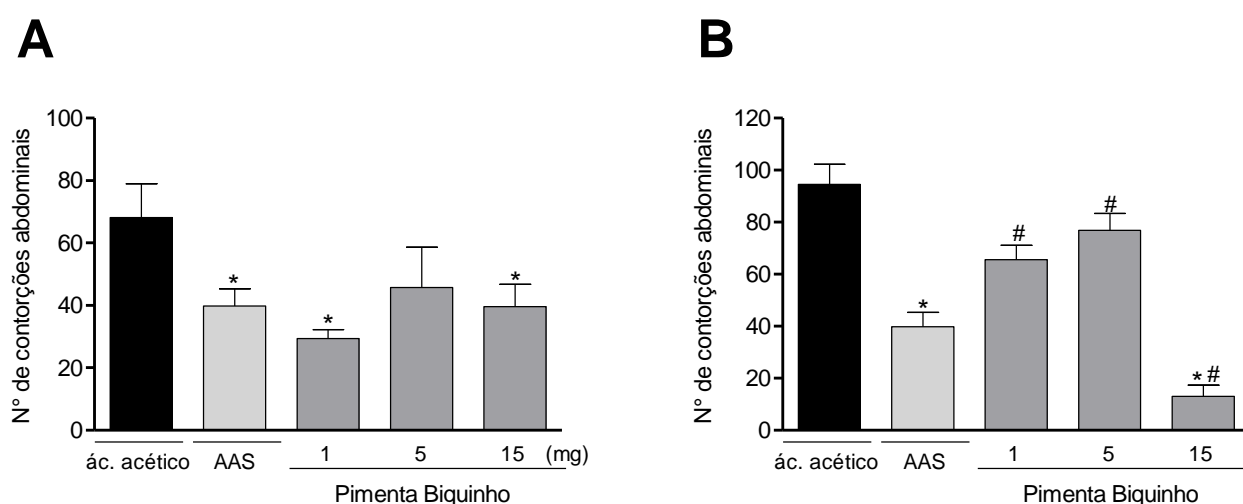 A
N° de contorções abdominais
100
80
60
40
20
0
*
*
*
ác. acético
AAS
1
5
15
(mg)
Pimenta Biquinho
B
N° de contorções abdominais
120
100
80
60
40
20
0
*
#
#
*#
ác. acético
AAS
1
5
15
Pimenta Biquinho